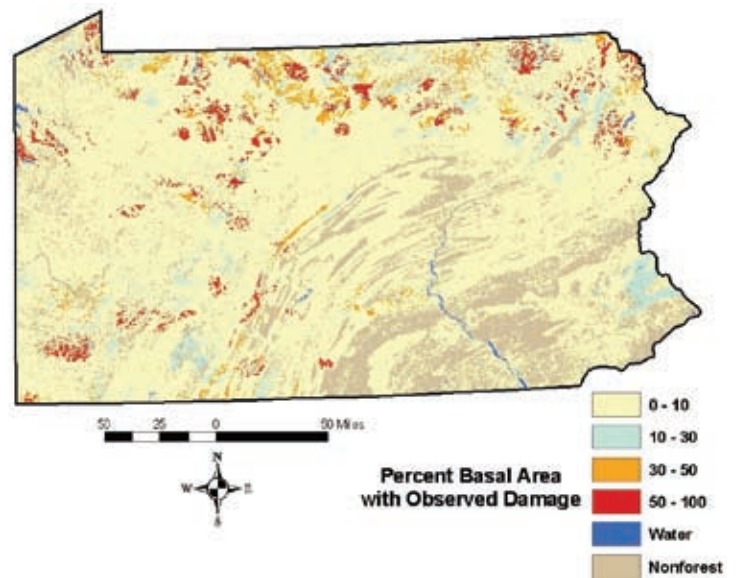 50 25 0 50 Miles
N
W E
S
Percent Basal Area
with Observed Damage
0 - 10
10 - 30
30 - 50
50 - 100
Water
Nonforest